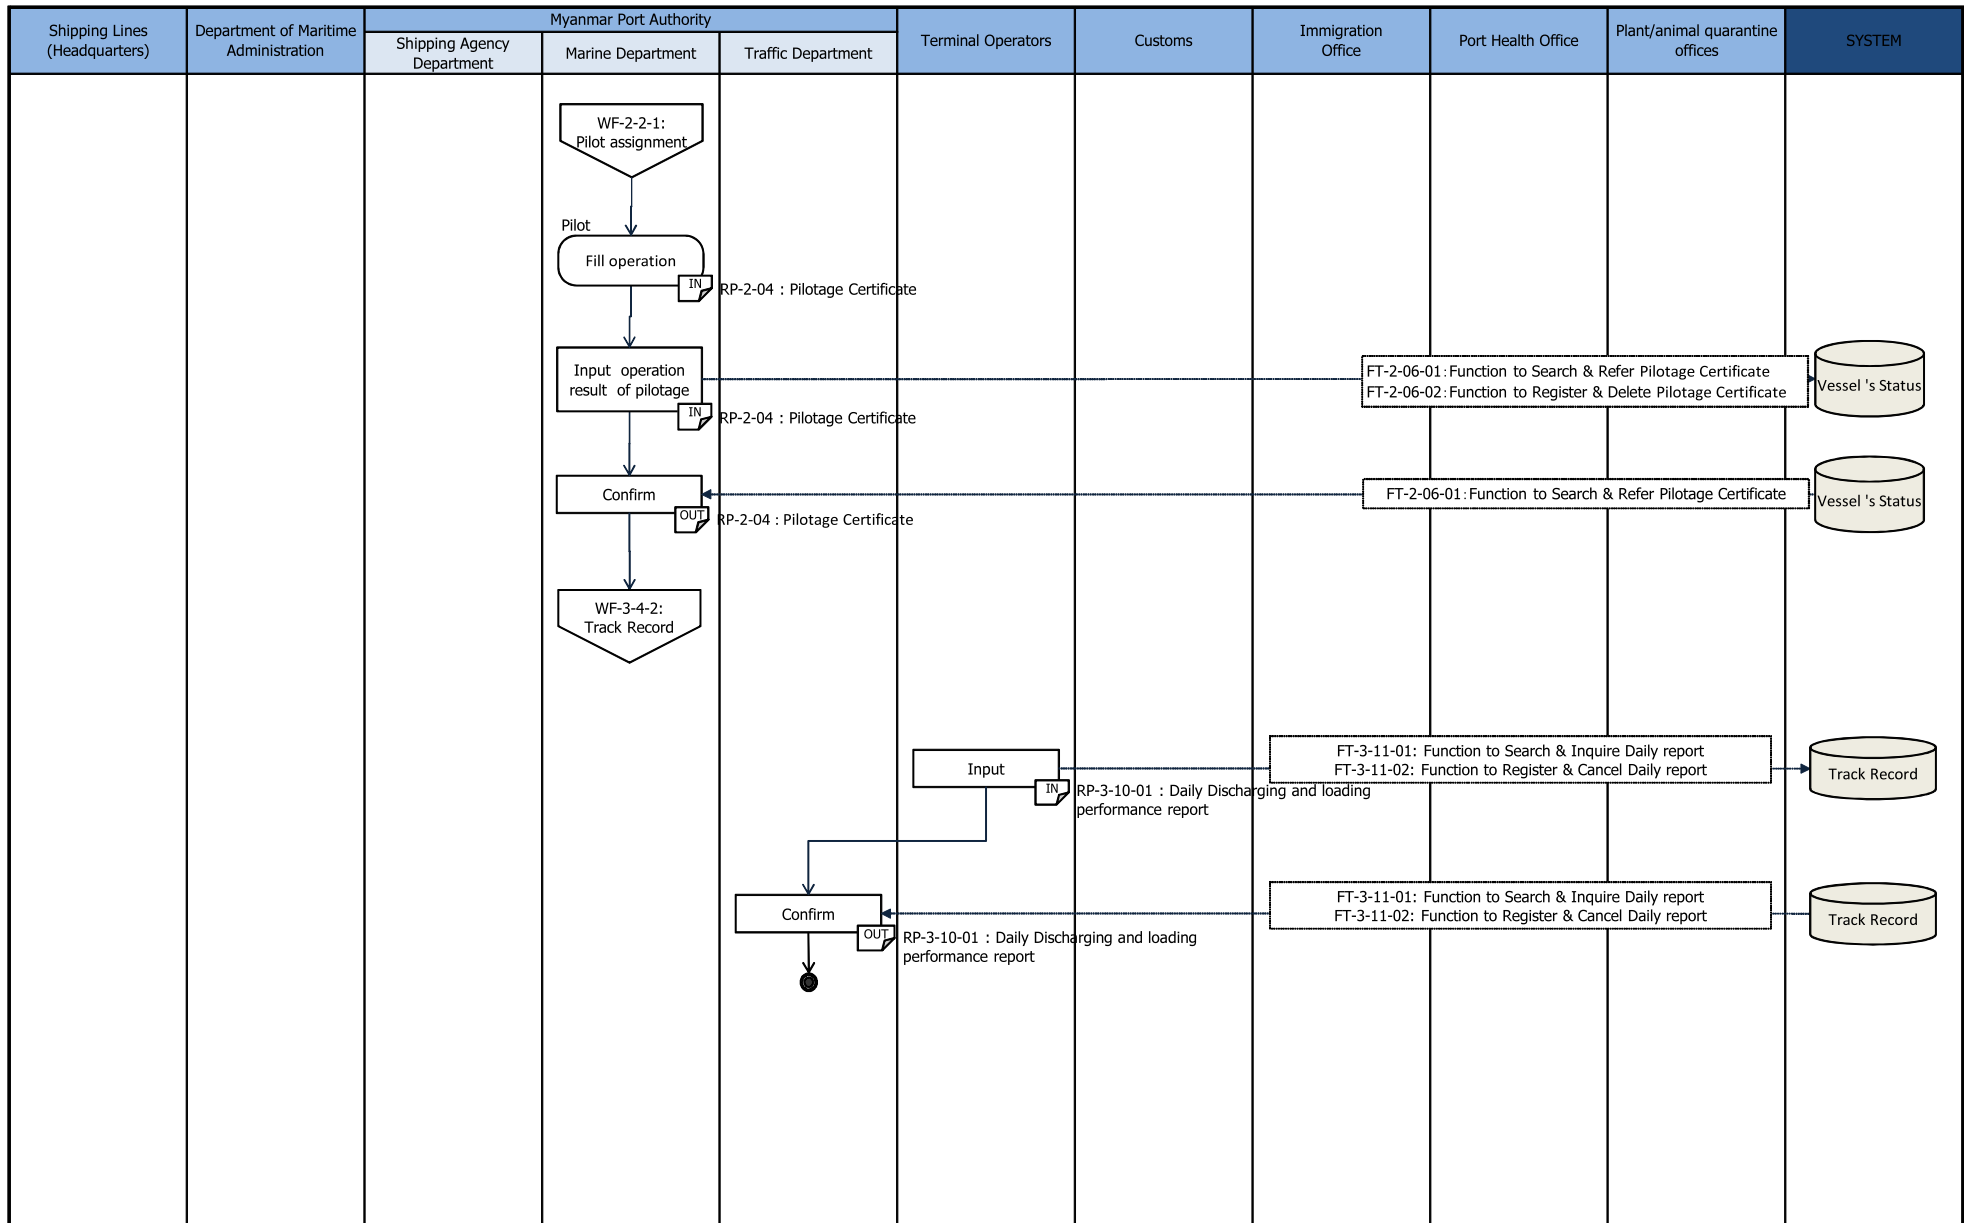 Shipping Lines
(Headquarters)
Department of Maritime
Administration
Myanmar Port Authority
Shipping Agency
Department
Marine Department
Traffic Department
Terminal Operators
Customs
Immigration
Office
Port Health Office
Plant/animal quarantine
offices
SYSTEM
WF-2-2-1:
Pilot assignment
Pilot
Fill operation
IN
RP-2-04 : Pilotage Certificate
Input operation
result of pilotage
IN
RP-2-04 : Pilotage Certificate
FT-2-06-01:Function to Search & Refer Pilotage Certificate
FT-2-06-02:Function to Register & Delete Pilotage Certificate
Vessel 's Status
Confirm
OUT
RP-2-04 : Pilotage Certificate
FT-2-06-01:Function to Search & Refer Pilotage Certificate
Vessel 's Status
WF-3-4-2:
Track Record
Input
IN
RP-3-10-01 : Daily Discharging and loading
performance report
FT-3-11-01: Function to Search & Inquire Daily report
FT-3-11-02: Function to Register & Cancel Daily report
Track Record
Confirm
OUT
RP-3-10-01 : Daily Discharging and loading
performance report
FT-3-11-01: Function to Search & Inquire Daily report
FT-3-11-02: Function to Register & Cancel Daily report
Track Record